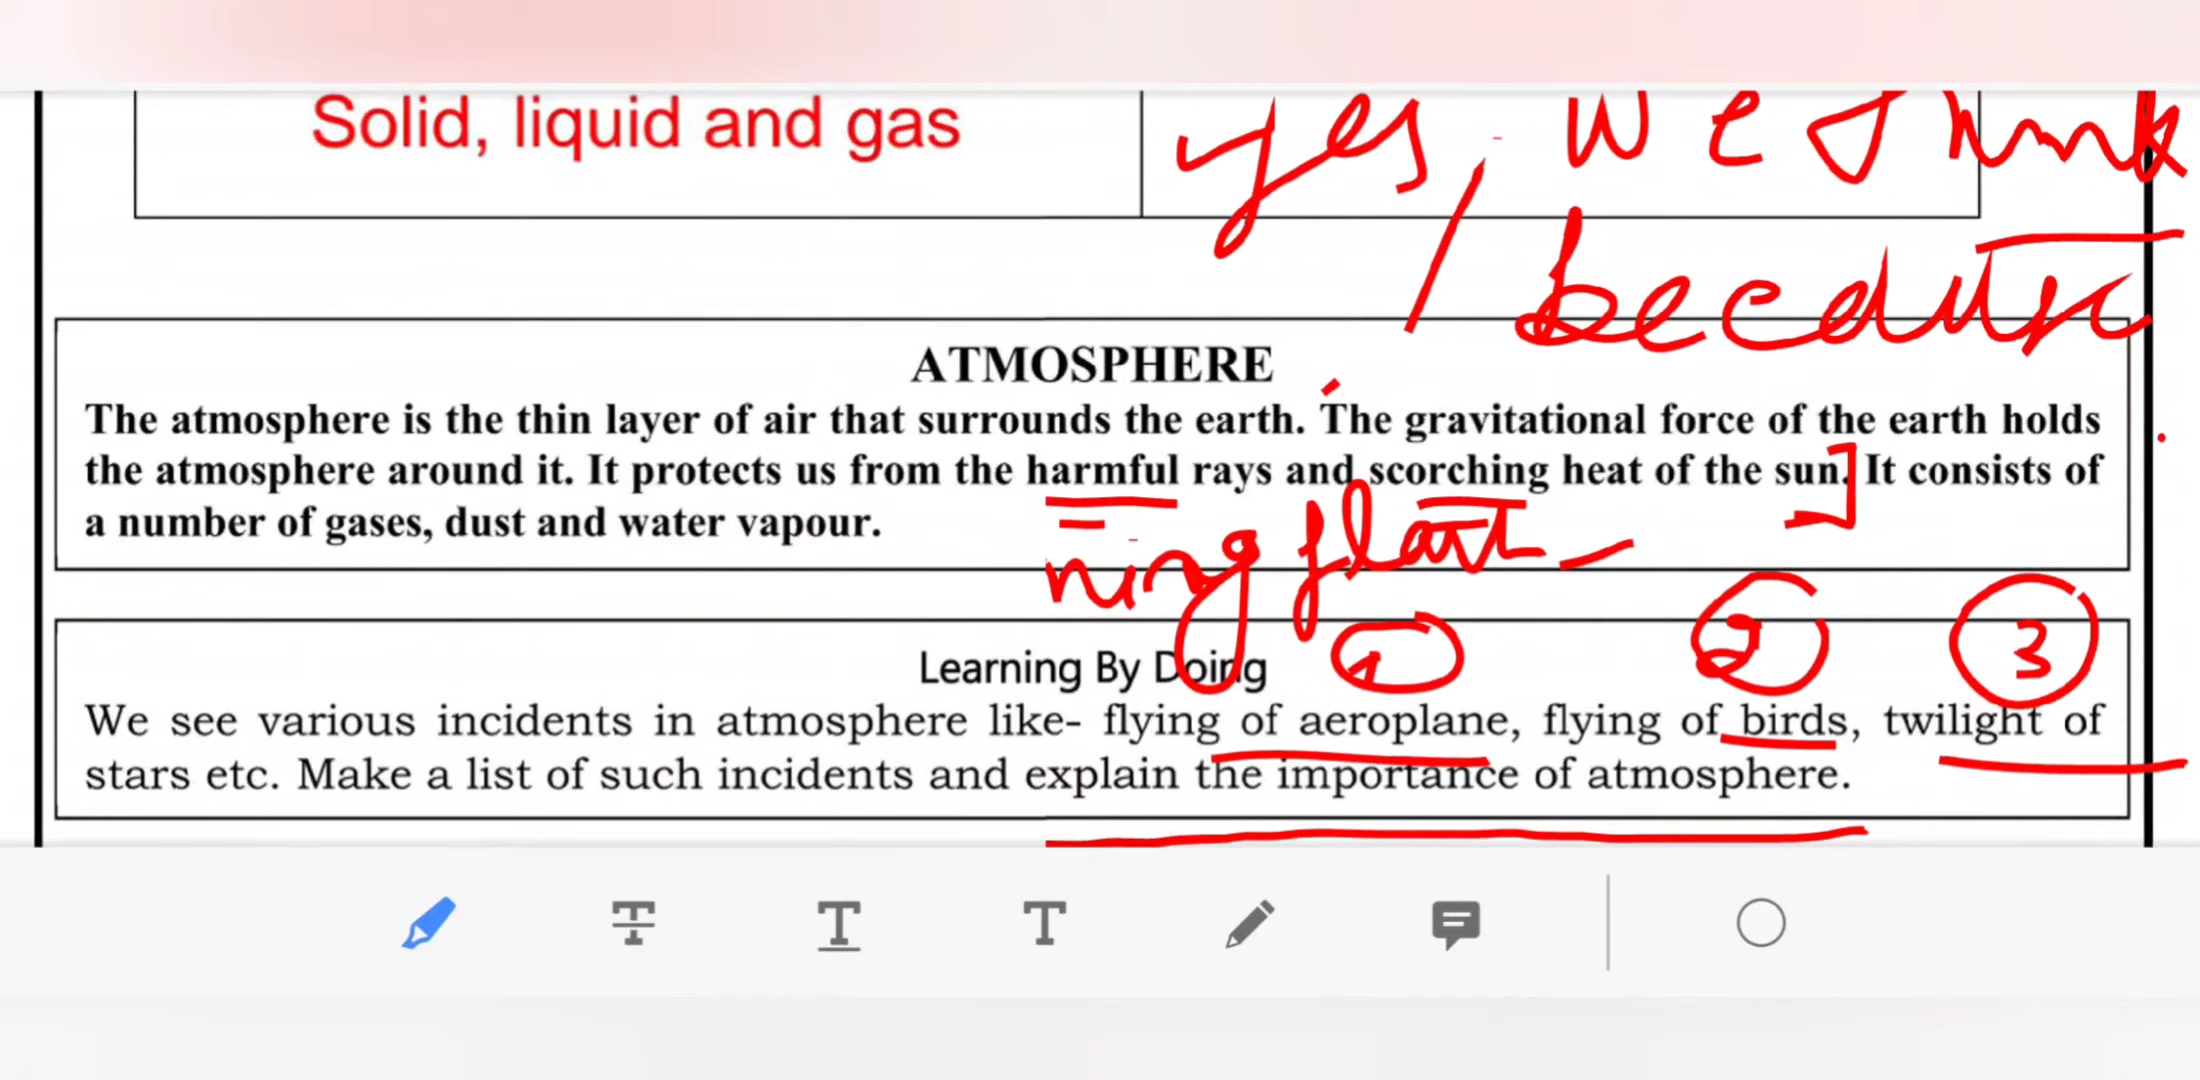 Solid, liquid and gas
yes, we think
because
ATMOSPHERE
The atmosphere is the thin layer of air that surrounds the earth. The gravitational force of the earth holds
the atmosphere around it. It protects us from the harmful rays and scorching heat of the sun. It consists of
a number of gases, dust and water vapour.
1 2 3
Learning By Doing
We see various incidents in atmosphere like- flying of aeroplane, flying of birds, twilight of
stars etc. Make a list of such incidents and explain the importance of atmosphere.
T T T